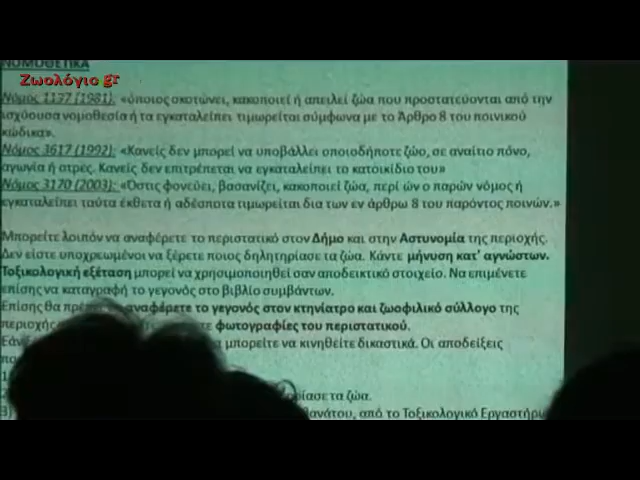 ΝΟΜΟΘΕΤΙΚΑ
Ζωολόγιο gr
Νόμος 1137 (1981): «όποιος σκοτώνει, κακοποιεί ή απειλεί ζώα που προστατεύονται από την
ισχύουσα νομοθεσία ή τα εγκαταλείπει τιμωρείται σύμφωνα με το Άρθρο 8 του ποινικού
κώδικα».
Νόμος 3617 (1992): «Κανείς δεν μπορεί να υποβάλλει οποιοδήποτε ζώο, σε αναίτιο πόνο,
αγωνία ή στρες. Κανείς δεν επιτρέπεται να εγκαταλείπει το κατοικίδιο του»
Νόμος 3170 (2003): «Όστις φονεύει, βασανίζει, κακοποιεί ζώα, περί ών ο παρών νόμος ή
εγκαταλείπει ταύτα έκθετα ή αδέσποτα τιμωρείται δια των εν άρθρω 8 του παρόντος ποινών.»
Μπορείτε λοιπόν να αναφέρετε το περιστατικό στον Δήμο και στην Αστυνομία της περιοχής.
Δεν είστε υποχρεωμένοι να ξέρετε ποιος δηλητηρίασε τα ζώα. Κάντε μήνυση κατ' αγνώστων.
Τοξικολογική εξέταση μπορεί να χρησιμοποιηθεί σαν αποδεικτικό στοιχείο. Να επιμένετε
επίσης να καταγραφή το γεγονός στο βιβλίο συμβάντων.
Επίσης θα αναφέρετε το γεγονός στον κτηνίατρο και ζωοφιλικό σύλλογο της
περιοχής φωτογραφίες του περιστατικού.
μπορείτε να κινηθείτε δικαστικά. Οι αποδείξεις
τα ζώα.
3) από το Τοξικολογικό